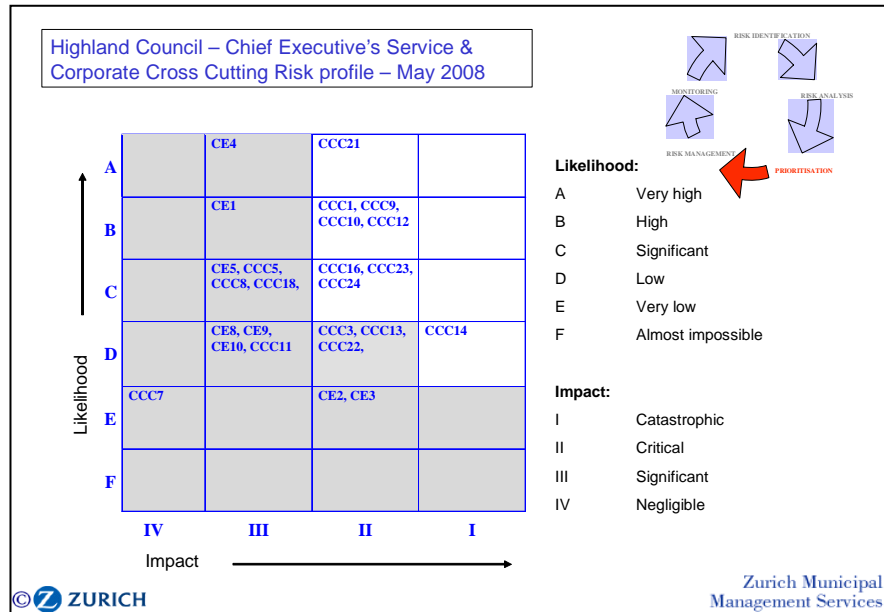 Highland Council – Chief Executive's Service &
Corporate Cross Cutting Risk profile – May 2008
RISK IDENTIFICATION
MONITORING
RISK ANALYSIS
RISK MANAGEMENT
PRIORITISATION
Likelihood
A
CE4
CCC21
B
CE1
CCC1, CCC9,
CCC10, CCC12
C
CE5, CCC5,
CCC8, CCC18,
CCC16, CCC23,
CCC24
D
CE8, CE9,
CE10, CCC11
CCC3, CCC13,
CCC22,
CCC14
E
CCC7
CE2, CE3
F
IV
III
II
I
Impact
Likelihood:
A Very high
B High
C Significant
D Low
E Very low
F Almost impossible
Impact:
I Catastrophic
II Critical
III Significant
IV Negligible
© ZURICH
Zurich Municipal
Management Services